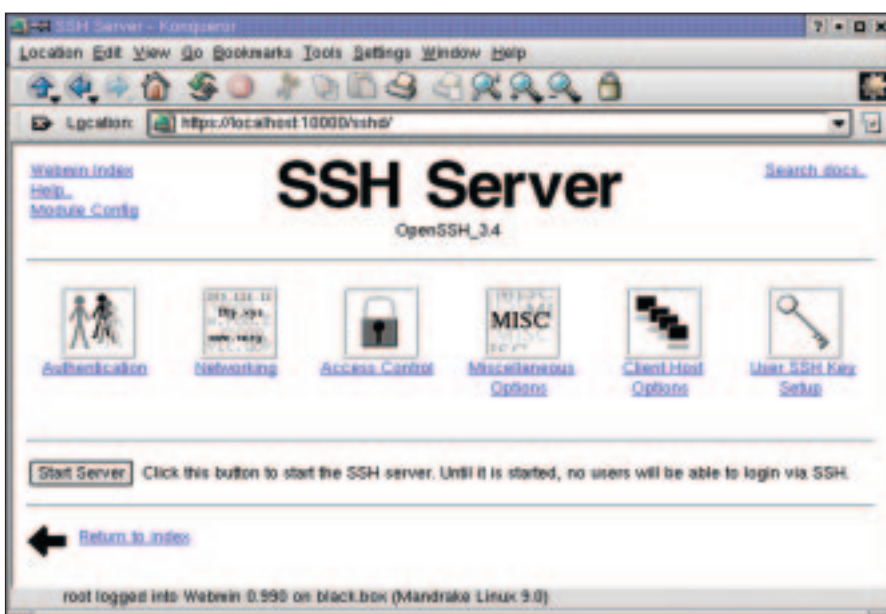 SSH Server - Konqueror
Location Edit View Go Bookmarks Tools Settings Window Help
Location: https://localhost:10000/sshd/
Webmin Index
Help..
Module Config
SSH Server
OpenSSH_3.4
Search docs..
MISC
Authentication
Networking
Access Control
Miscellaneous Options
Client Host Options
User SSH Key Setup
Start Server Click this button to start the SSH server. Until it is started, no users will be able to login via SSH.
Return to index
root logged into Webmin 0.990 on black.box (Mandrake Linux 9.0)